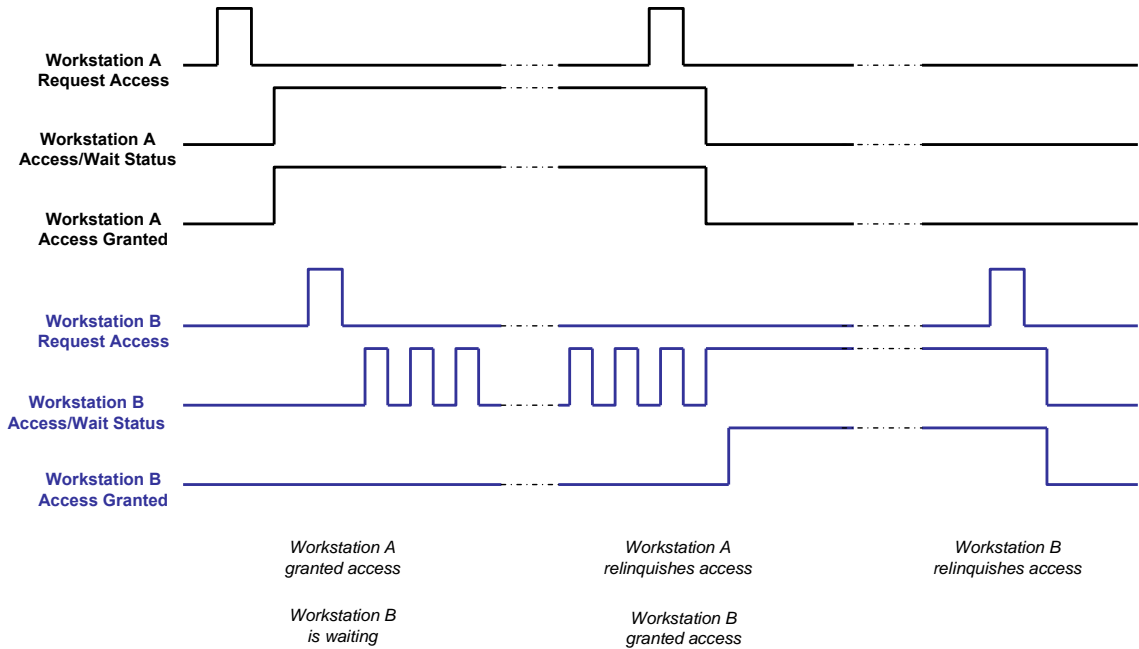 Workstation A
Request Access
Workstation A
Access/Wait Status
Workstation A
Access Granted
Workstation B
Request Access
Workstation B
Access/Wait Status
Workstation B
Access Granted
Workstation A
granted access
Workstation A
relinquishes access
Workstation B
relinquishes access
Workstation B
is waiting
Workstation B
granted access